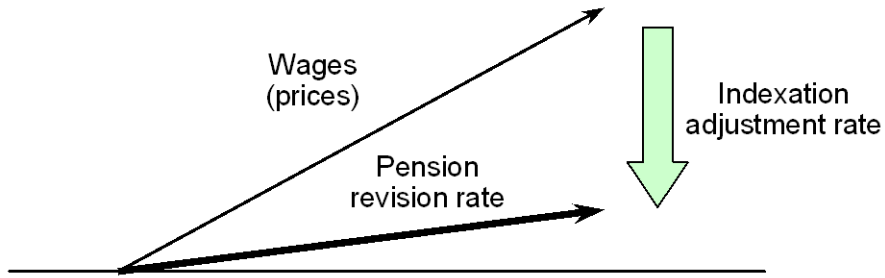 Wages
(prices)
Indexation
adjustment rate
Pension
revision rate